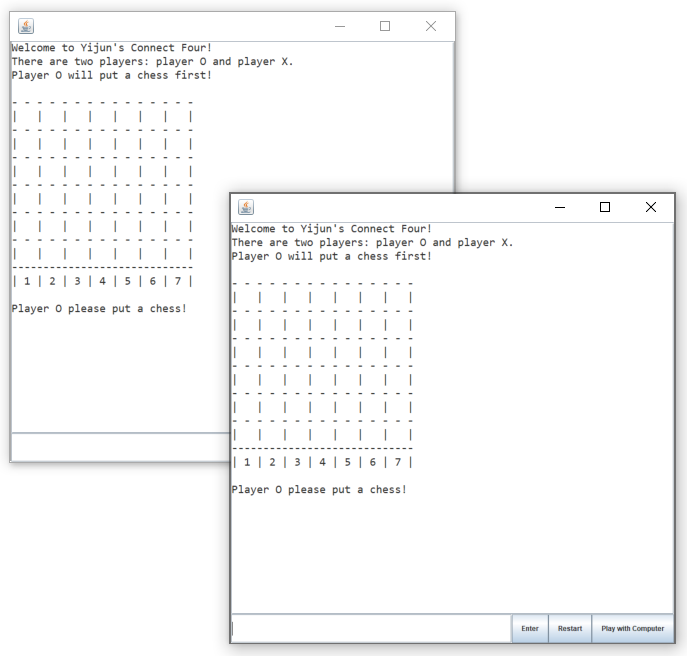 Welcome to Yijun's Connect Four!
There are two players: player O and player X.
Player O will put a chess first!
- - - - - - - - - - - - - - -
|   |   |   |   |   |   |   |
- - - - - - - - - - - - - - -
|   |   |   |   |   |   |   |
- - - - - - - - - - - - - - -
|   |   |   |   |   |   |   |
- - - - - - - - - - - - - - -
|   |   |   |   |   |   |   |
- - - - - - - - - - - - - - -
|   |   |   |   |   |   |   |
- - - - - - - - - - - - - - -
|   |   |   |   |   |   |   |
-----------------------------
| 1 | 2 | 3 | 4 | 5 | 6 | 7 |
Player O please put a chess!
Welcome to Yijun's Connect Four!
There are two players: player O and player X.
Player O will put a chess first!
- - - - - - - - - - - - - - -
|   |   |   |   |   |   |   |
- - - - - - - - - - - - - - -
|   |   |   |   |   |   |   |
- - - - - - - - - - - - - - -
|   |   |   |   |   |   |   |
- - - - - - - - - - - - - - -
|   |   |   |   |   |   |   |
- - - - - - - - - - - - - - -
|   |   |   |   |   |   |   |
- - - - - - - - - - - - - - -
|   |   |   |   |   |   |   |
-----------------------------
| 1 | 2 | 3 | 4 | 5 | 6 | 7 |
Player O please put a chess!
Enter Restart Play with Computer